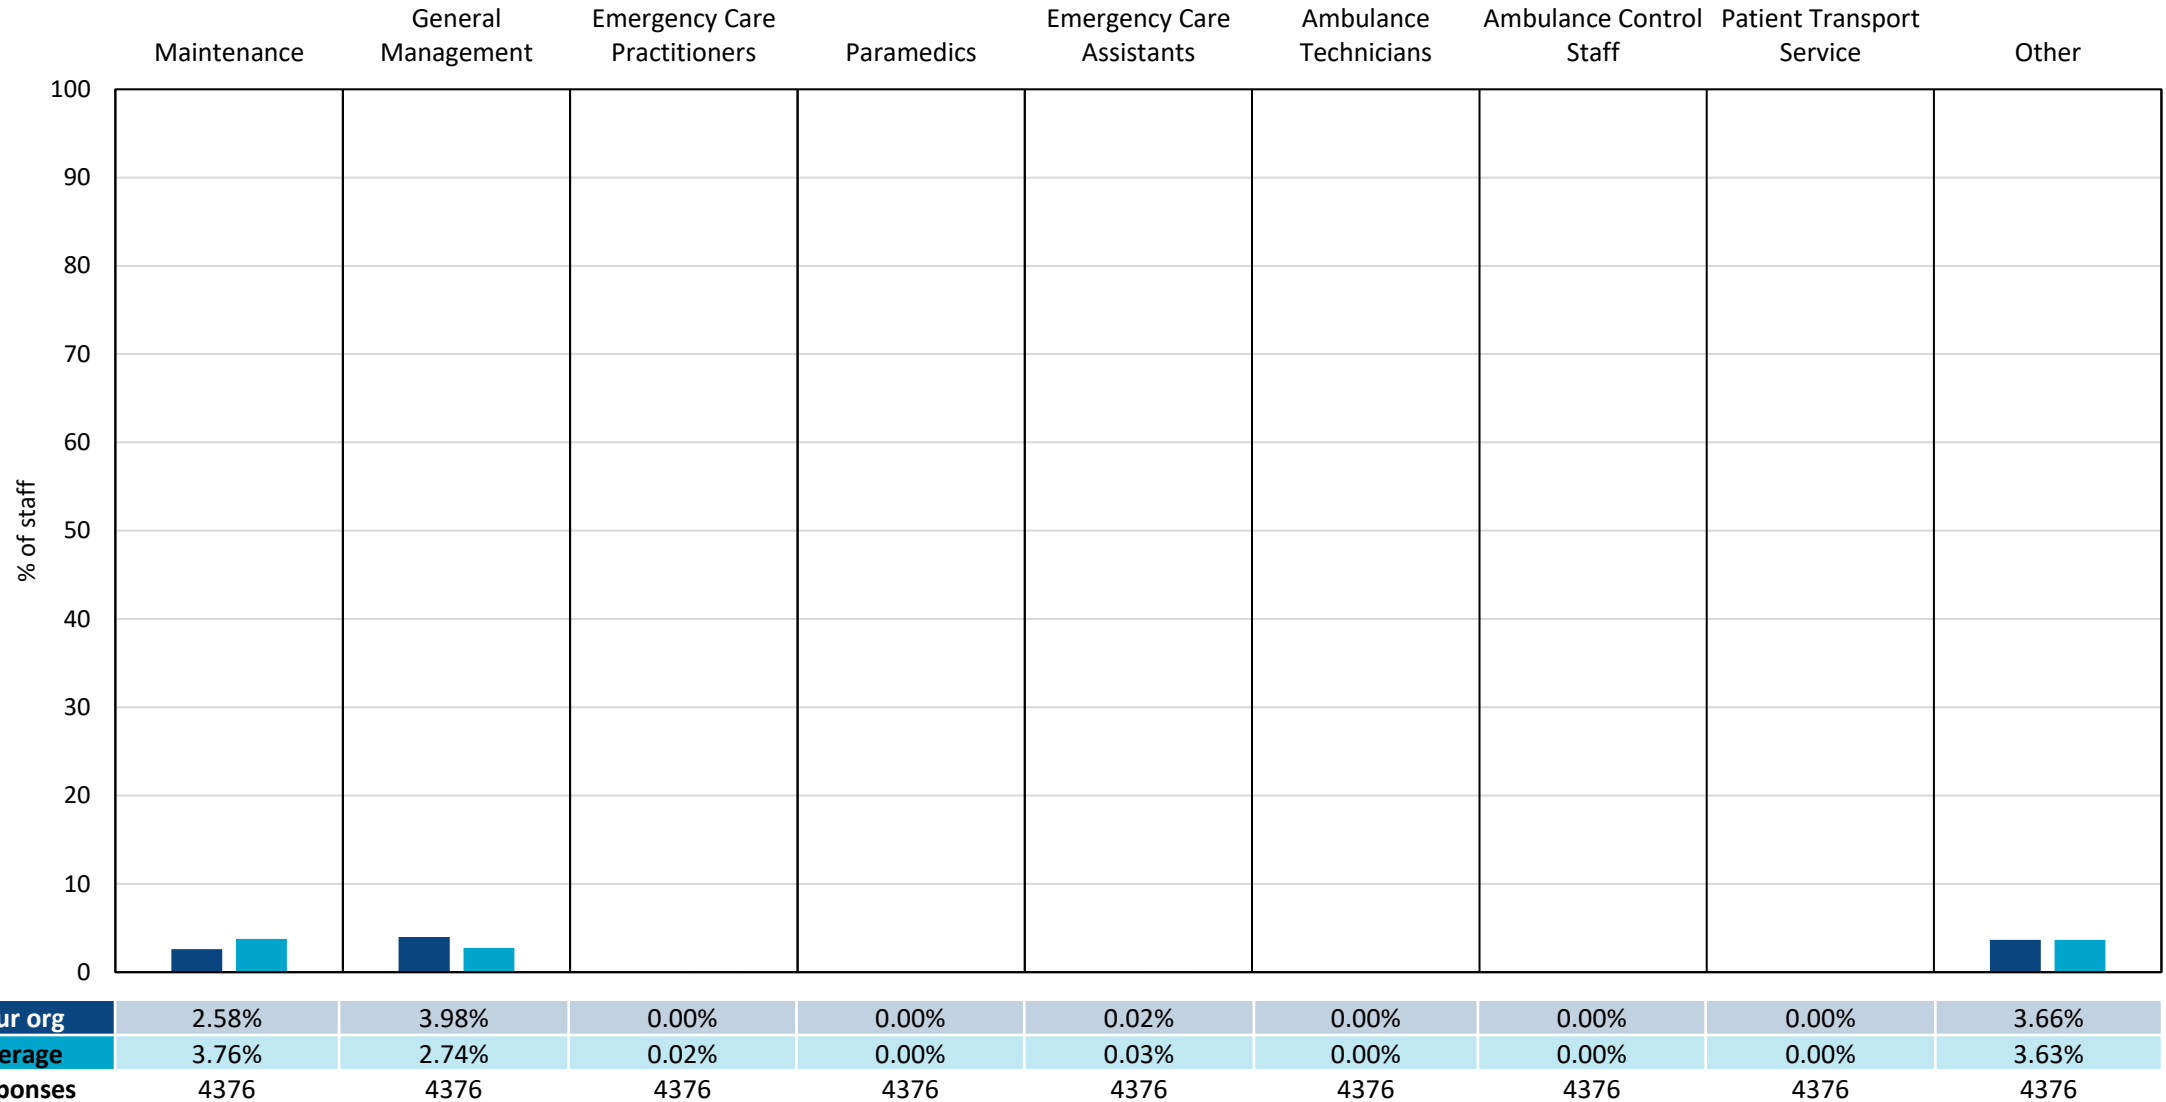 Maintenance
General
Management
Emergency Care
Practitioners
Paramedics
Emergency Care
Assistants
Ambulance
Technicians
Ambulance Control
Staff
Patient Transport
Service
Other
% of staff
100
90
80
70
60
50
40
30
20
10
0
ur org 2.58% 3.98% 0.00% 0.00% 0.02% 0.00% 0.00% 0.00% 3.66%
erage 3.76% 2.74% 0.02% 0.00% 0.03% 0.00% 0.00% 0.00% 3.63%
ponses 4376 4376 4376 4376 4376 4376 4376 4376 4376